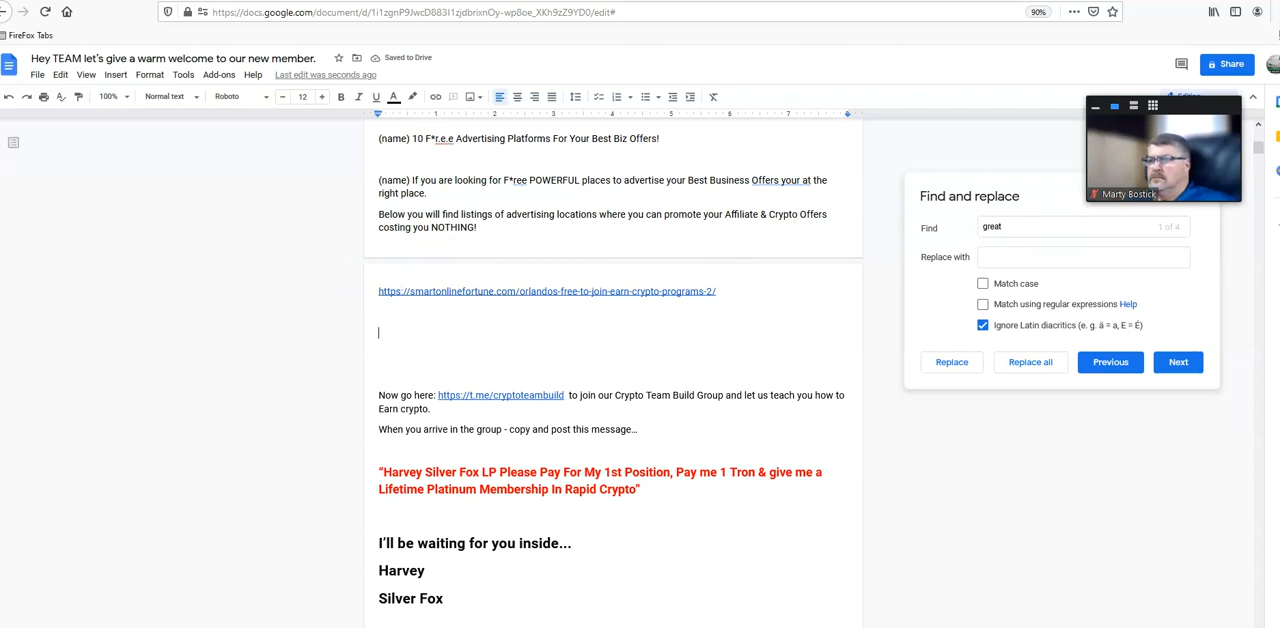 https://docs.google.com/document/d/1i1zgnP9JwcD883I1zjdbrixnOy-wp8oe_XKh9zZ9YD0/edit#
90%
FireFox Tabs
Hey TEAM let's give a warm welcome to our new member.
Saved to Drive
File Edit View Insert Format Tools Add-ons Help Last edit was seconds ago
Share
100% Normal text Roboto 12 B I U A
1 2 3 4 5 6 7
(name) 10 F*r.e.e Advertising Platforms For Your Best Biz Offers!
(name) If you are looking for F*ree POWERFUL places to advertise your Best Business Offers your at the
right place.
Below you will find listings of advertising locations where you can promote your Affiliate & Crypto Offers
costing you NOTHING!
https://smartonlinefortune.com/orlandos-free-to-join-earn-crypto-programs-2/
Now go here: https://t.me/cryptoteambuild to join our Crypto Team Build Group and let us teach you how to
Earn crypto.
When you arrive in the group - copy and post this message…
“Harvey Silver Fox LP Please Pay For My 1st Position, Pay me 1 Tron & give me a
Lifetime Platinum Membership In Rapid Crypto”
I’ll be waiting for you inside...
Harvey
Silver Fox
Marty Bostick
Find and replace
Find great 1 of 4
Replace with
Match case
Match using regular expressions Help
Ignore Latin diacritics (e. g. ä = a, E = É)
Replace Replace all Previous Next